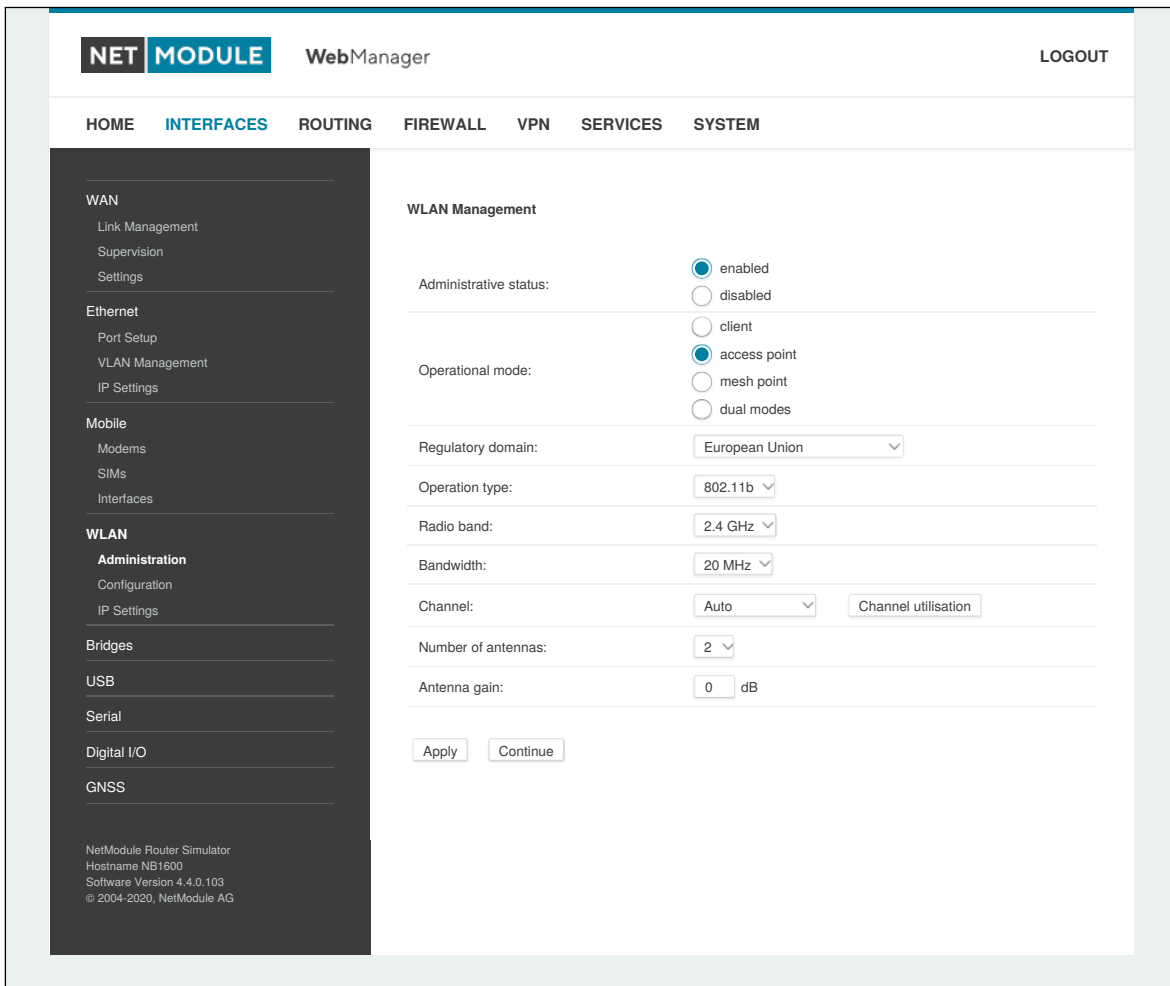 NET MODULE WebManager LOGOUT
HOME INTERFACES ROUTING FIREWALL VPN SERVICES SYSTEM
WAN
Link Management
Supervision
Settings
Ethernet
Port Setup
VLAN Management
IP Settings
Mobile
Modems
SIMs
Interfaces
WLAN
Administration
Configuration
IP Settings
Bridges
USB
Serial
Digital I/O
GNSS
NetModule Router Simulator
Hostname NB1600
Software Version 4.4.0.103
© 2004-2020, NetModule AG
WLAN Management
Administrative status:
enabled
disabled
Operational mode:
client
access point
mesh point
dual modes
Regulatory domain: European Union
Operation type: 802.11b
Radio band: 2.4 GHz
Bandwidth: 20 MHz
Channel: Auto Channel utilisation
Number of antennas: 2
Antenna gain: 0 dB
Apply Continue